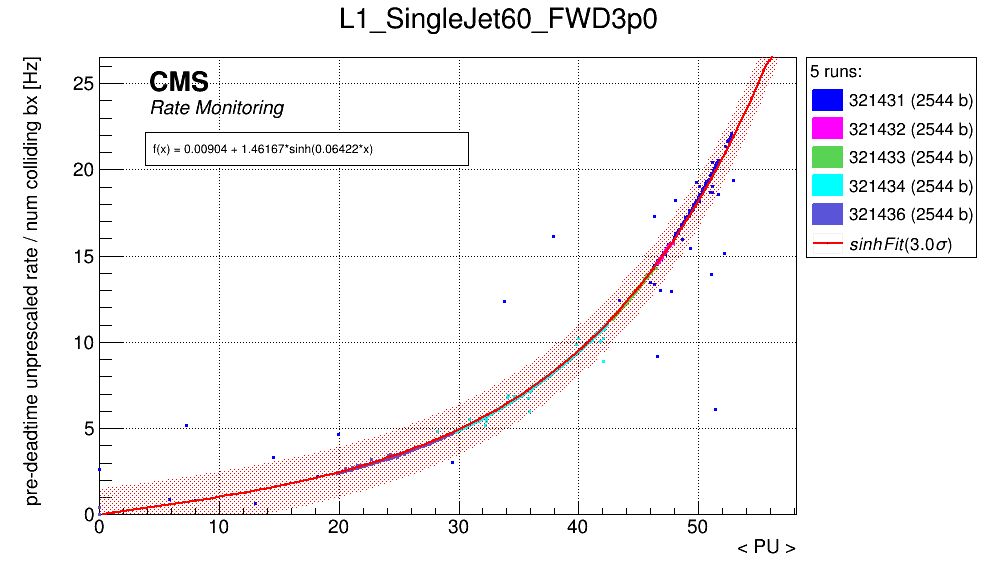 L1_SingleJet60_FWD3p0
pre-deadtime unprescaled rate / num colliding bx [Hz]
25
20
15
10
5
0
CMS
Rate Monitoring
f(x) = 0.00904 + 1.46167*sinh(0.06422*x)
0 10 20 30 40 50
< PU >
5 runs:
321431 (2544 b)
321432 (2544 b)
321433 (2544 b)
321434 (2544 b)
321436 (2544 b)
sinhFit(3.0σ)